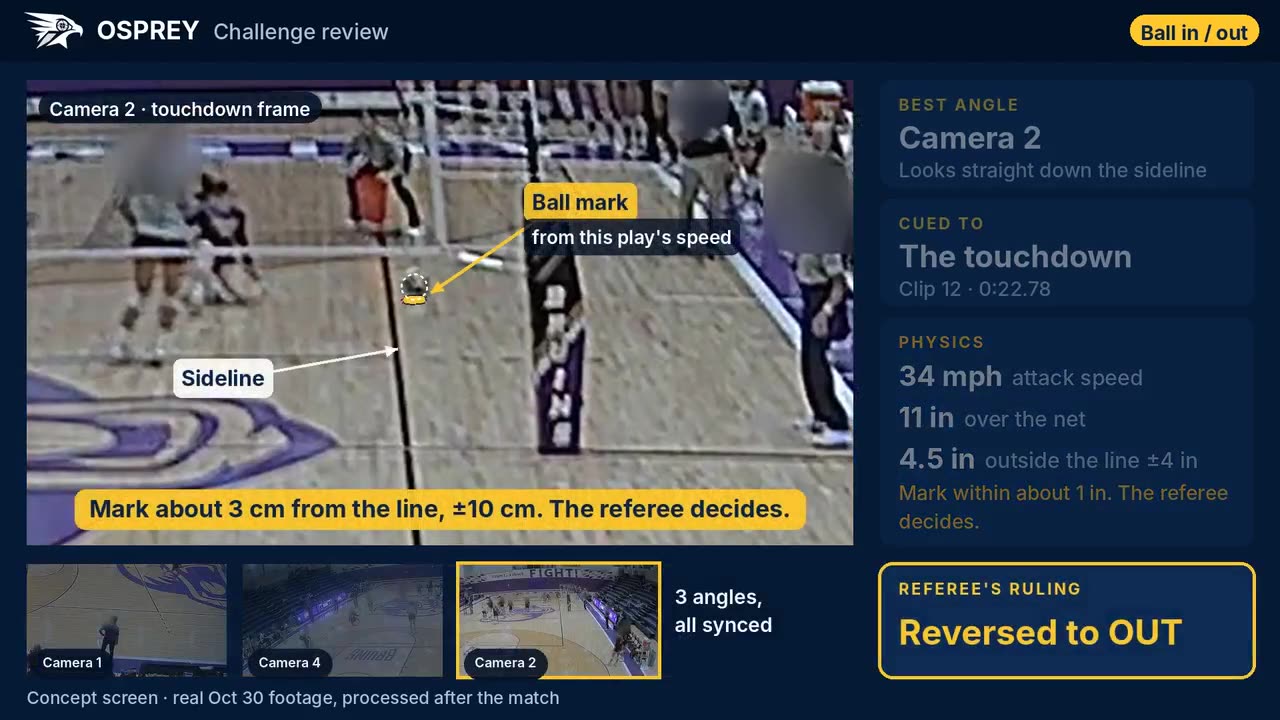 OSPREY Challenge review
Ball in / out
Camera 2 · touchdown frame
Ball mark
from this play's speed
Sideline
BRUINS
Mark about 3 cm from the line, ±10 cm. The referee decides.
BEST ANGLE
Camera 2
Looks straight down the sideline
CUED TO
The touchdown
Clip 12 · 0:22.78
PHYSICS
34 mph attack speed
11 in over the net
4.5 in outside the line ±4 in
Mark within about 1 in. The referee
decides.
Camera 1
Camera 4
FIGHT!
Camera 2
3 angles,
all synced
REFEREE'S RULING
Reversed to OUT
Concept screen · real Oct 30 footage, processed after the match